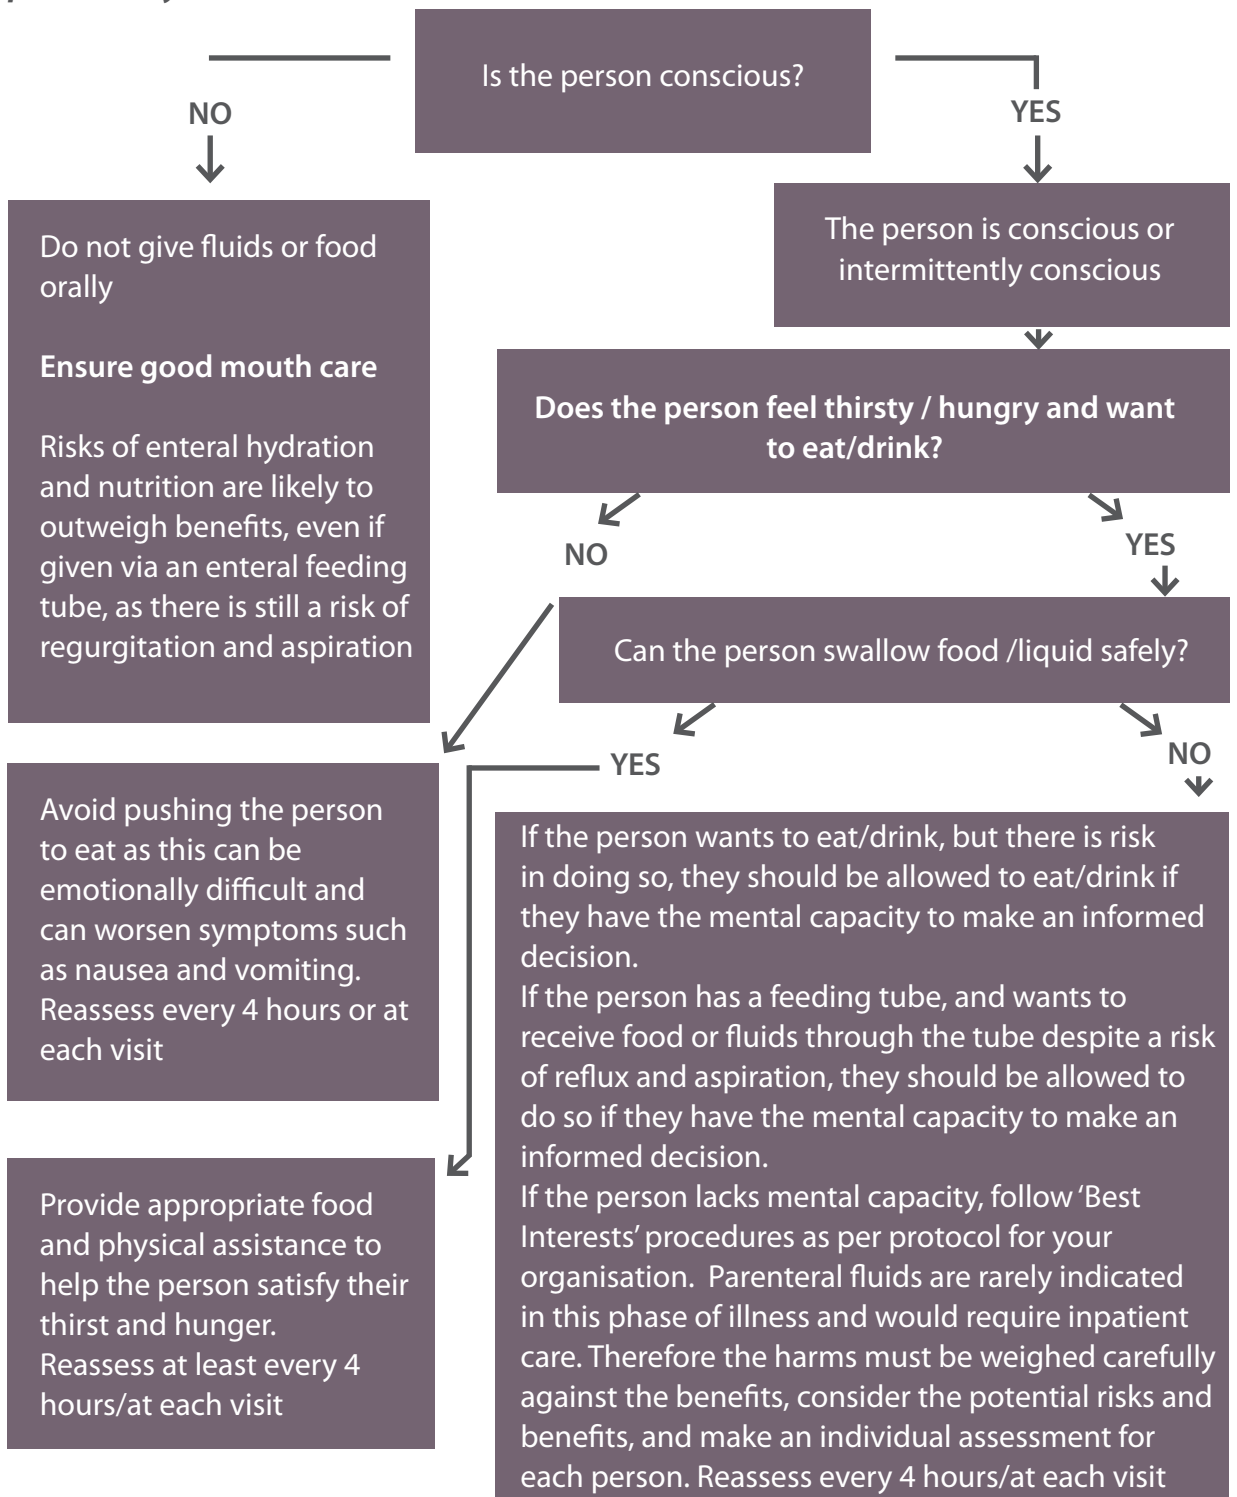 Is the person conscious?
NO
YES
Do not give fluids or food
orally
Ensure good mouth care
Risks of enteral hydration
and nutrition are likely to
outweigh benefits, even if
given via an enteral feeding
tube, as there is still a risk of
regurgitation and aspiration
The person is conscious or
intermittently conscious
Does the person feel thirsty / hungry and want
to eat/drink?
NO
YES
Can the person swallow food /liquid safely?
YES
NO
Avoid pushing the person
to eat as this can be
emotionally difficult and
can worsen symptoms such
as nausea and vomiting.
Reassess every 4 hours or at
each visit
Provide appropriate food
and physical assistance to
help the person satisfy their
thirst and hunger.
Reassess at least every 4
hours/at each visit
If the person wants to eat/drink, but there is risk
in doing so, they should be allowed to eat/drink if
they have the mental capacity to make an informed
decision.
If the person has a feeding tube, and wants to
receive food or fluids through the tube despite a risk
of reflux and aspiration, they should be allowed to
do so if they have the mental capacity to make an
informed decision.
If the person lacks mental capacity, follow ‘Best
Interests’ procedures as per protocol for your
organisation.  Parenteral fluids are rarely indicated
in this phase of illness and would require inpatient
care. Therefore the harms must be weighed carefully
against the benefits, consider the potential risks and
benefits, and make an individual assessment for
each person. Reassess every 4 hours/at each visit